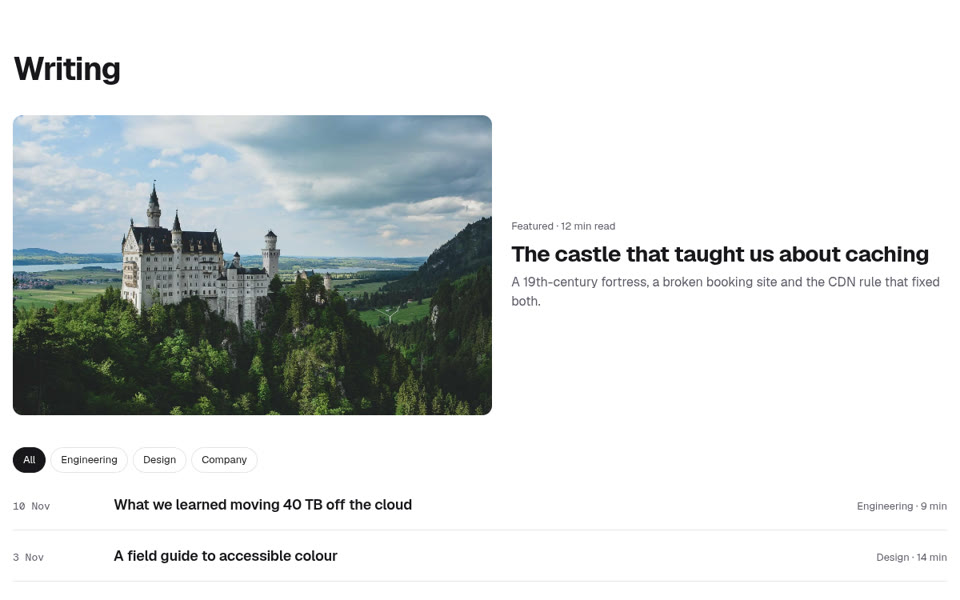 Writing
Featured · 12 min read
The castle that taught us about caching
A 19th-century fortress, a broken booking site and the CDN rule that fixed
both.
All Engineering Design Company
10 Nov What we learned moving 40 TB off the cloud Engineering · 9 min
3 Nov A field guide to accessible colour Design · 14 min